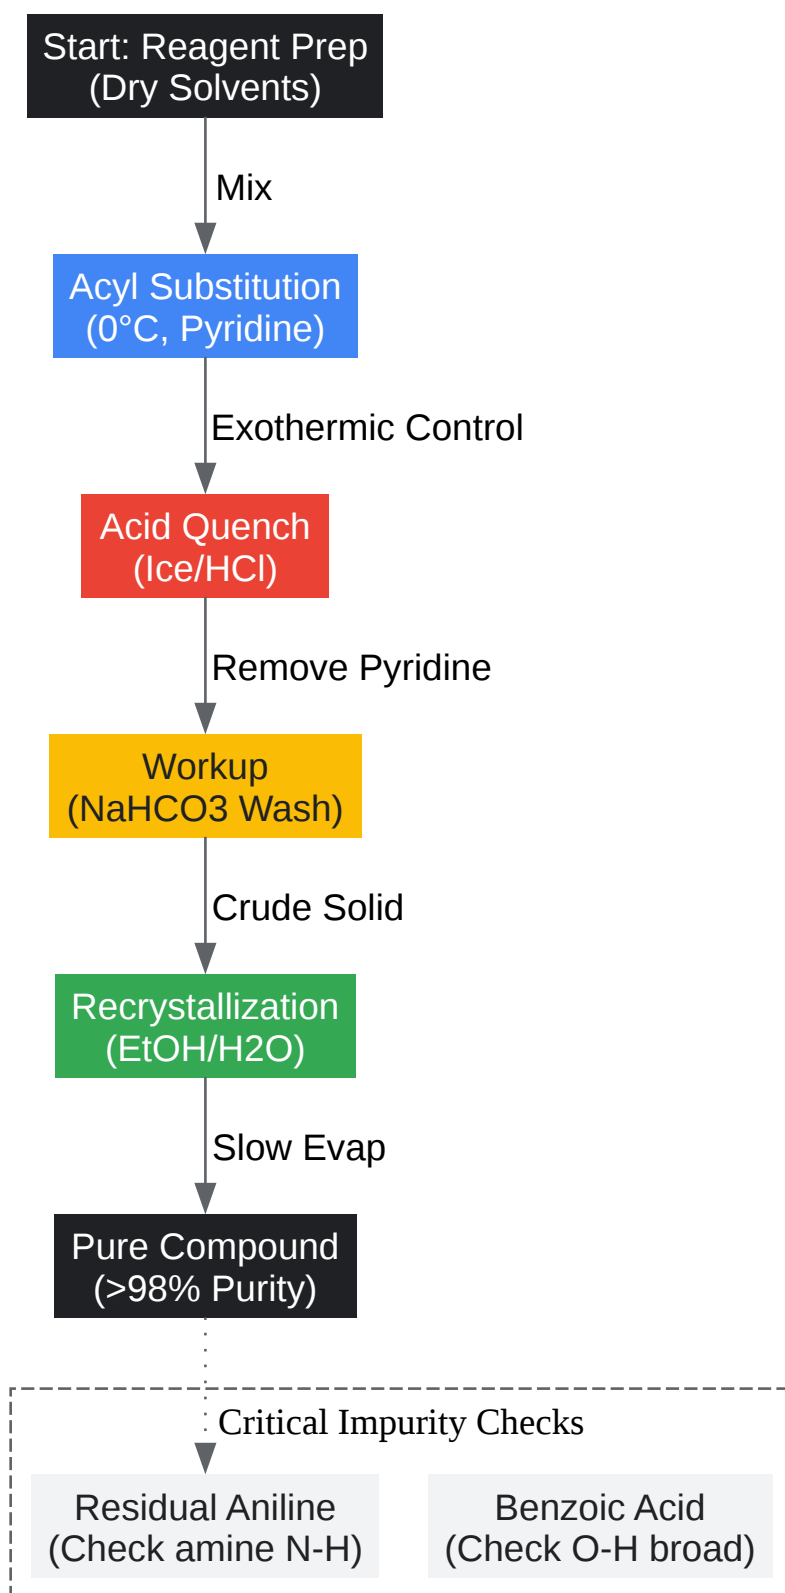 Start: Reagent Prep
(Dry Solvents)
Mix
Acyl Substitution
(0°C, Pyridine)
Exothermic Control
Acid Quench
(Ice/HCl)
Remove Pyridine
Workup
(NaHCO3 Wash)
Crude Solid
Recrystallization
(EtOH/H2O)
Slow Evap
Pure Compound
(>98% Purity)
Critical Impurity Checks
Residual Aniline
(Check amine N-H)
Benzoic Acid
(Check O-H broad)